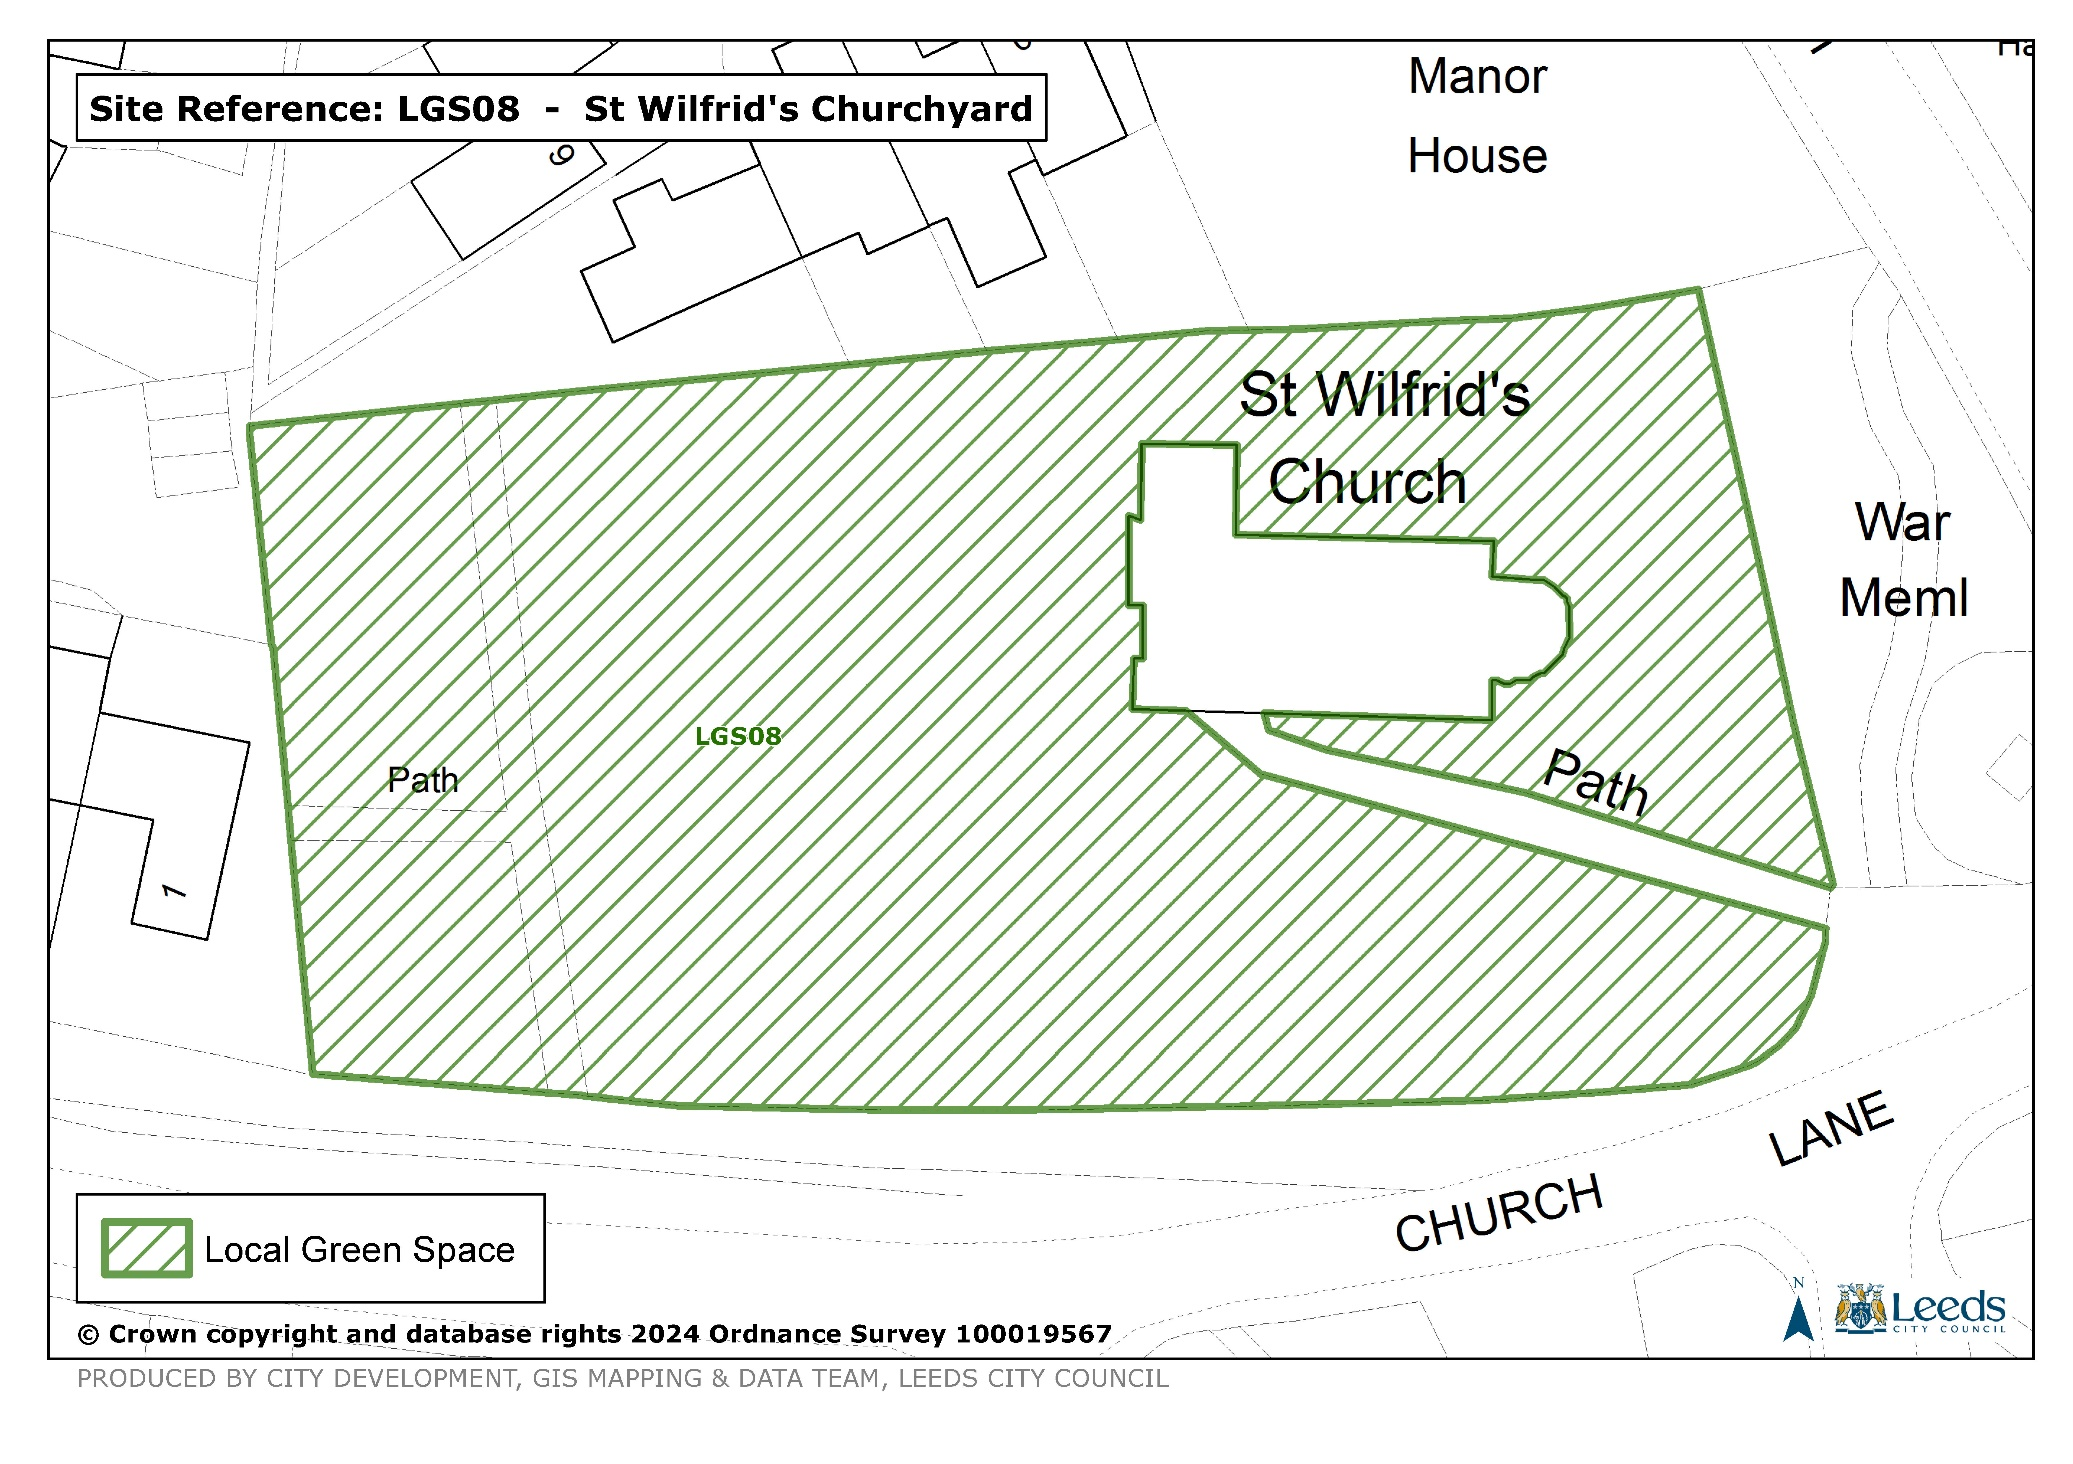 Site Reference: LGS08 - St Wilfrid's Churchyard
Manor
House
9
St Wilfrid's
Church
War
Meml
LGS08
Path
Path
1
LANE
CHURCH
Local Green Space
N
Leeds
CITY COUNCIL
© Crown copyright and database rights 2024 Ordnance Survey 100019567
PRODUCED BY CITY DEVELOPMENT, GIS MAPPING & DATA TEAM, LEEDS CITY COUNCIL